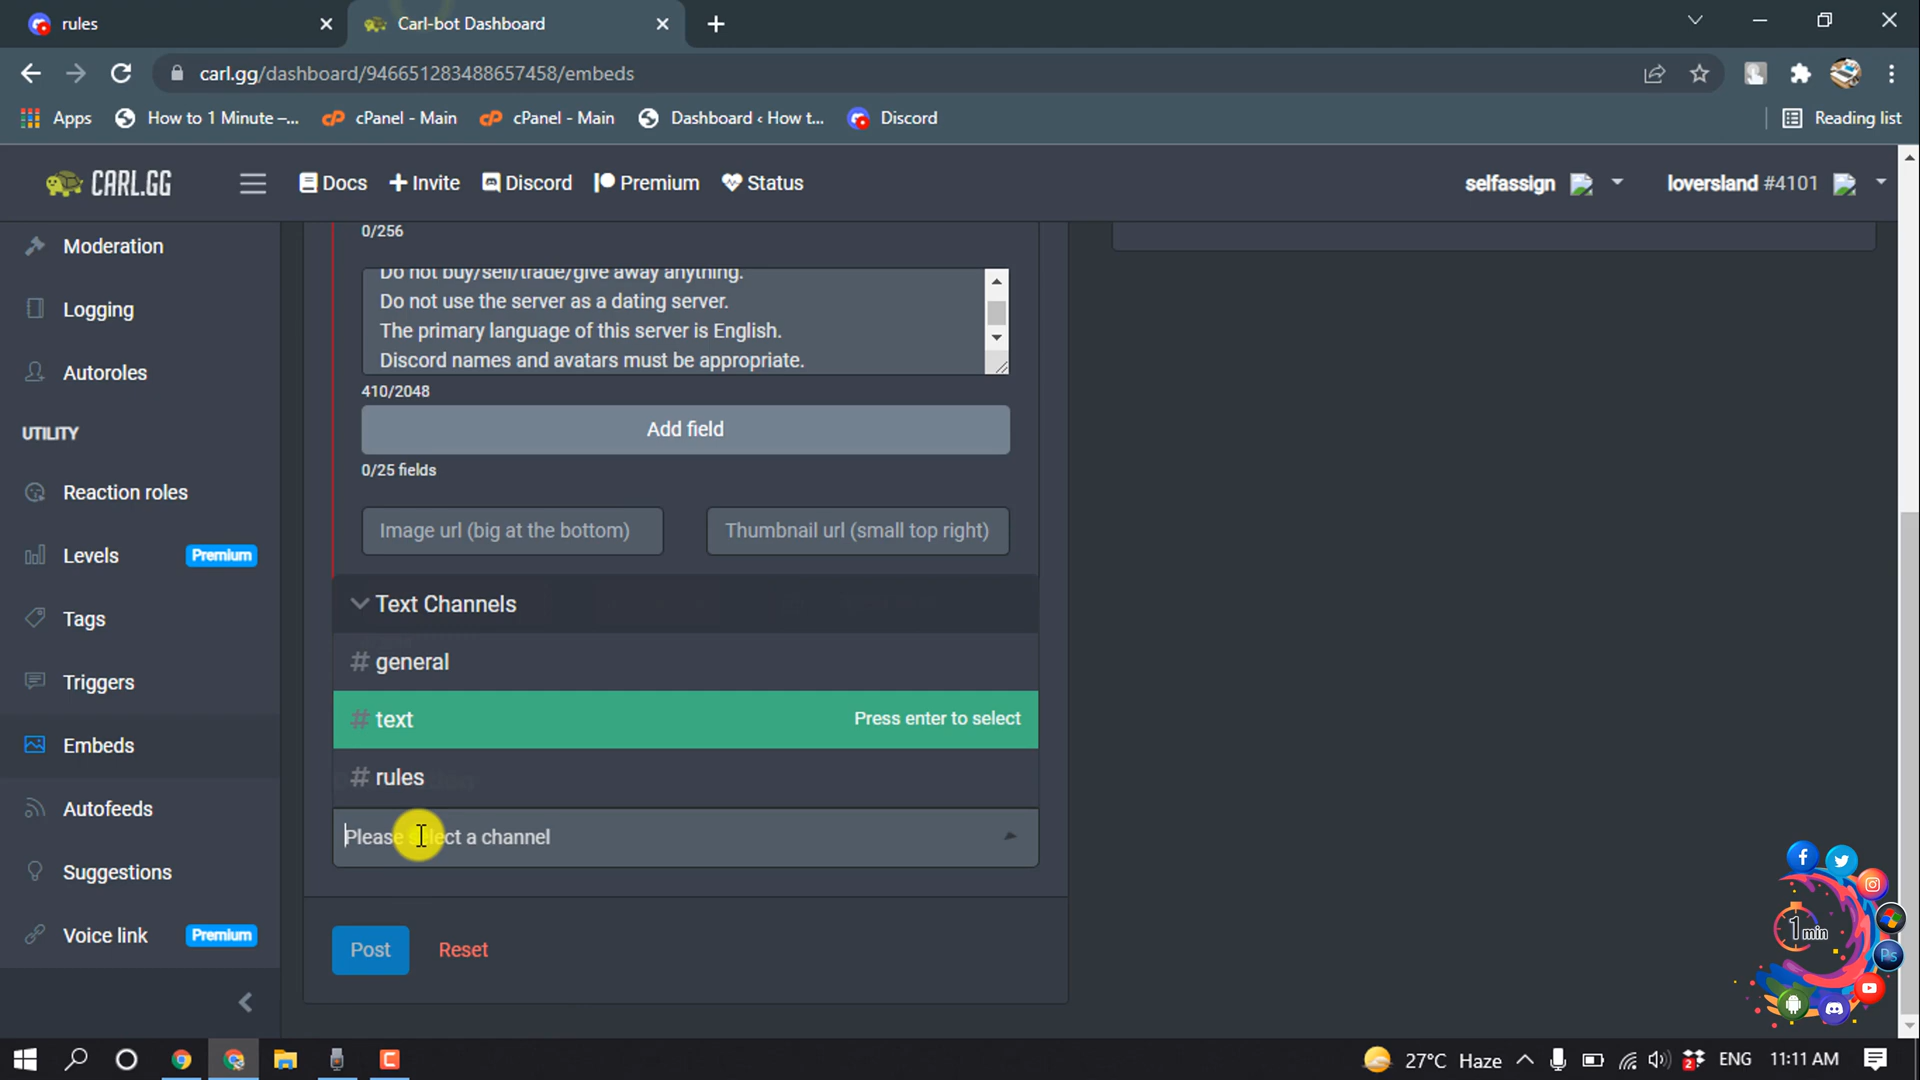 rules
Carl-bot Dashboard
carl.gg/dashboard/946651283488657458/embeds
Apps
How to 1 Minute –...
cPanel - Main
cPanel - Main
Dashboard ‹ How t...
Discord
Reading list
CARL.GG
Docs
Invite
Discord
Premium
Status
selfassign
loversland #4101
Moderation
Logging
Autoroles
UTILITY
Reaction roles
Levels
Premium
Tags
Triggers
Embeds
Autofeeds
Suggestions
Voice link
Premium
0/256
Do not buy/sell/trade/give away anything.
Do not use the server as a dating server.
The primary language of this server is English.
Discord names and avatars must be appropriate.
410/2048
Add field
0/25 fields
Image url (big at the bottom)
Thumbnail url (small top right)
Text Channels
# general
# text
Press enter to select
# rules
Please select a channel
Post
Reset
1 min
Ps
27°C Haze
2
ENG
11:11 AM